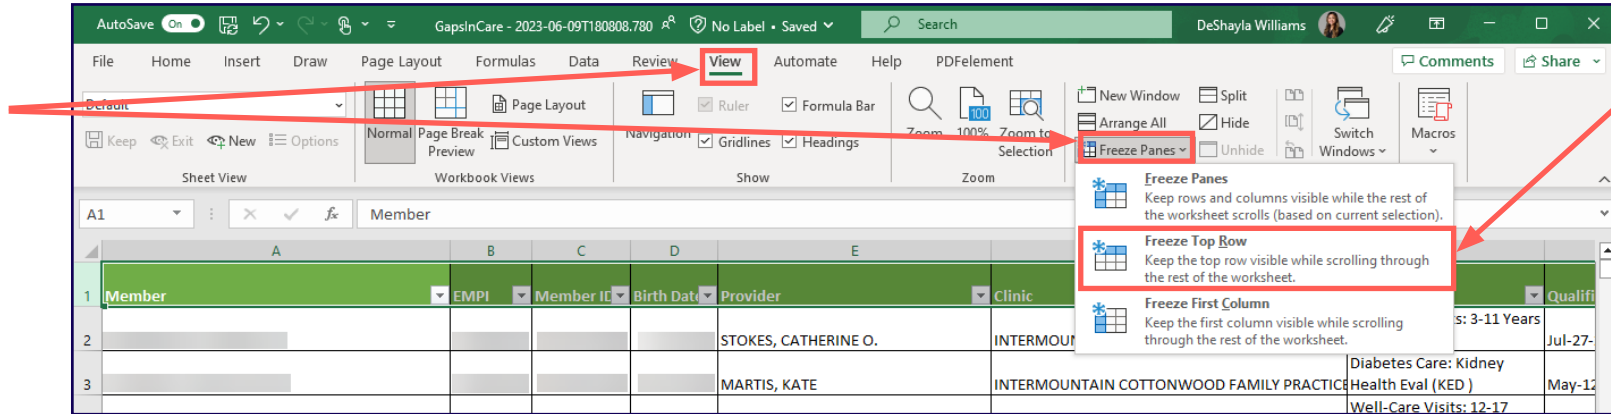 AutoSave On GapsInCare - 2023-06-09T180808.780 No Label • Saved Search DeShayla Williams
File Home Insert Draw Page Layout Formulas Data Review View Automate Help PDFelement Comments Share
Default Page Layout Ruler Formula Bar 100 New Window Split
Keep Exit New Options Normal Page Break Preview Custom Views Navigation Gridlines Headings Zoom 100% Zoom to Selection Arrange All Hide Switch Windows Macros
Freeze Panes Unhide
Sheet View Workbook Views Show Zoom
Freeze Panes
Keep rows and columns visible while the rest of
the worksheet scrolls (based on current selection).
Freeze Top Row
Keep the top row visible while scrolling through
the rest of the worksheet.
Freeze First Column
Keep the first column visible while scrolling
through the rest of the worksheet.
A1 fx Member
A B C D E
1 Member EMPI Member ID Birth Date Provider Clinic Qualifi
2 STOKES, CATHERINE O. INTERMOUN s: 3-11 Years Jul-27-
3 MARTIS, KATE INTERMOUNTAIN COTTONWOOD FAMILY PRACTICE Diabetes Care: Kidney
Health Eval (KED ) May-12
Well-Care Visits: 12-17